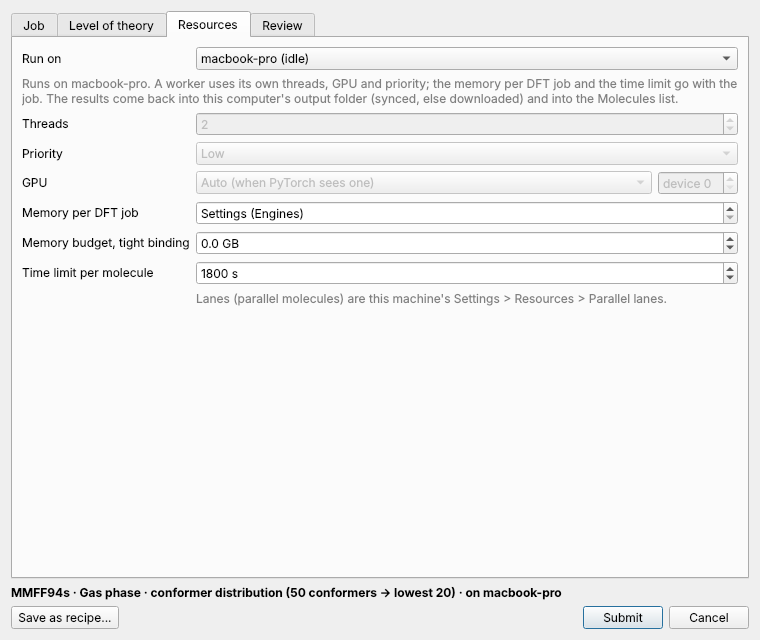 Job
Level of theory
Resources
Review
Run on
macbook-pro (idle)
Runs on macbook-pro. A worker uses its own threads, GPU and priority; the memory per DFT job and the time limit go with the
job. The results come back into this computer's output folder (synced, else downloaded) and into the Molecules list.
Threads
2
Priority
Low
GPU
Auto (when PyTorch sees one)
device 0
Memory per DFT job
Settings (Engines)
Memory budget, tight binding
0.0 GB
Time limit per molecule
1800 s
Lanes (parallel molecules) are this machine's Settings > Resources > Parallel lanes.
MMFF94s · Gas phase · conformer distribution (50 conformers → lowest 20) · on macbook-pro
Save as recipe...
Submit
Cancel